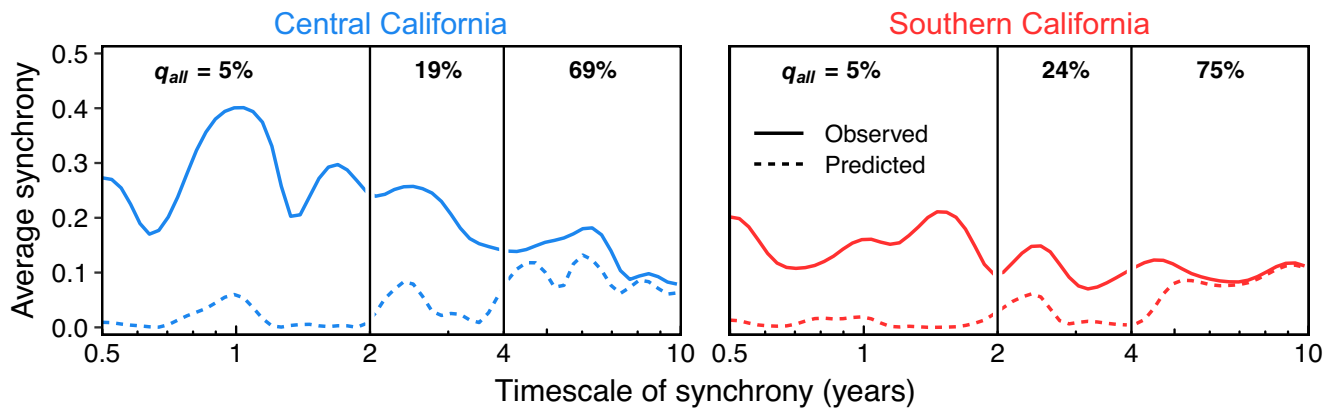 Central California
Southern California
Average synchrony
0.5
0.4
0.3
0.2
0.1
0.0
q_all = 5%
19%
69%
q_all = 5%
24%
75%
Observed
Predicted
0.5
1
2
4
10
0.5
1
2
4
10
Timescale of synchrony (years)